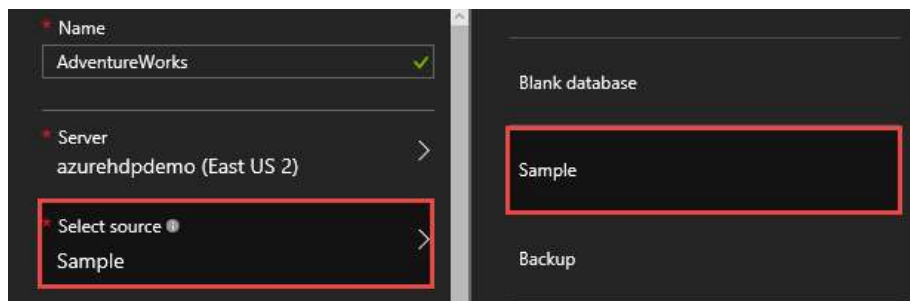 * Name
AdventureWorks
* Server
azurehdpdemo (East US 2)
* Select source
Sample
Blank database
Sample
Backup